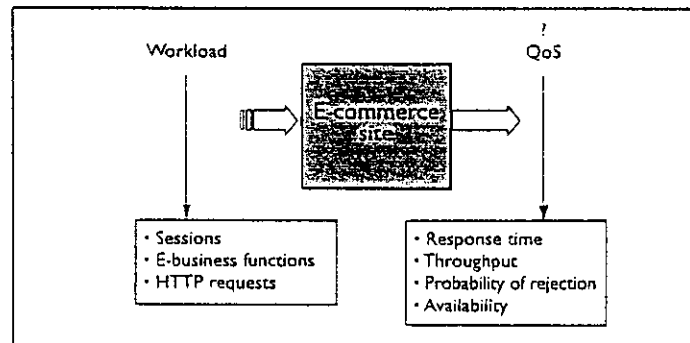 ?
Workload
QoS
E-commerce
site
• Sessions
• E-business functions
• HTTP requests
• Response time
• Throughput
• Probability of rejection
• Availability